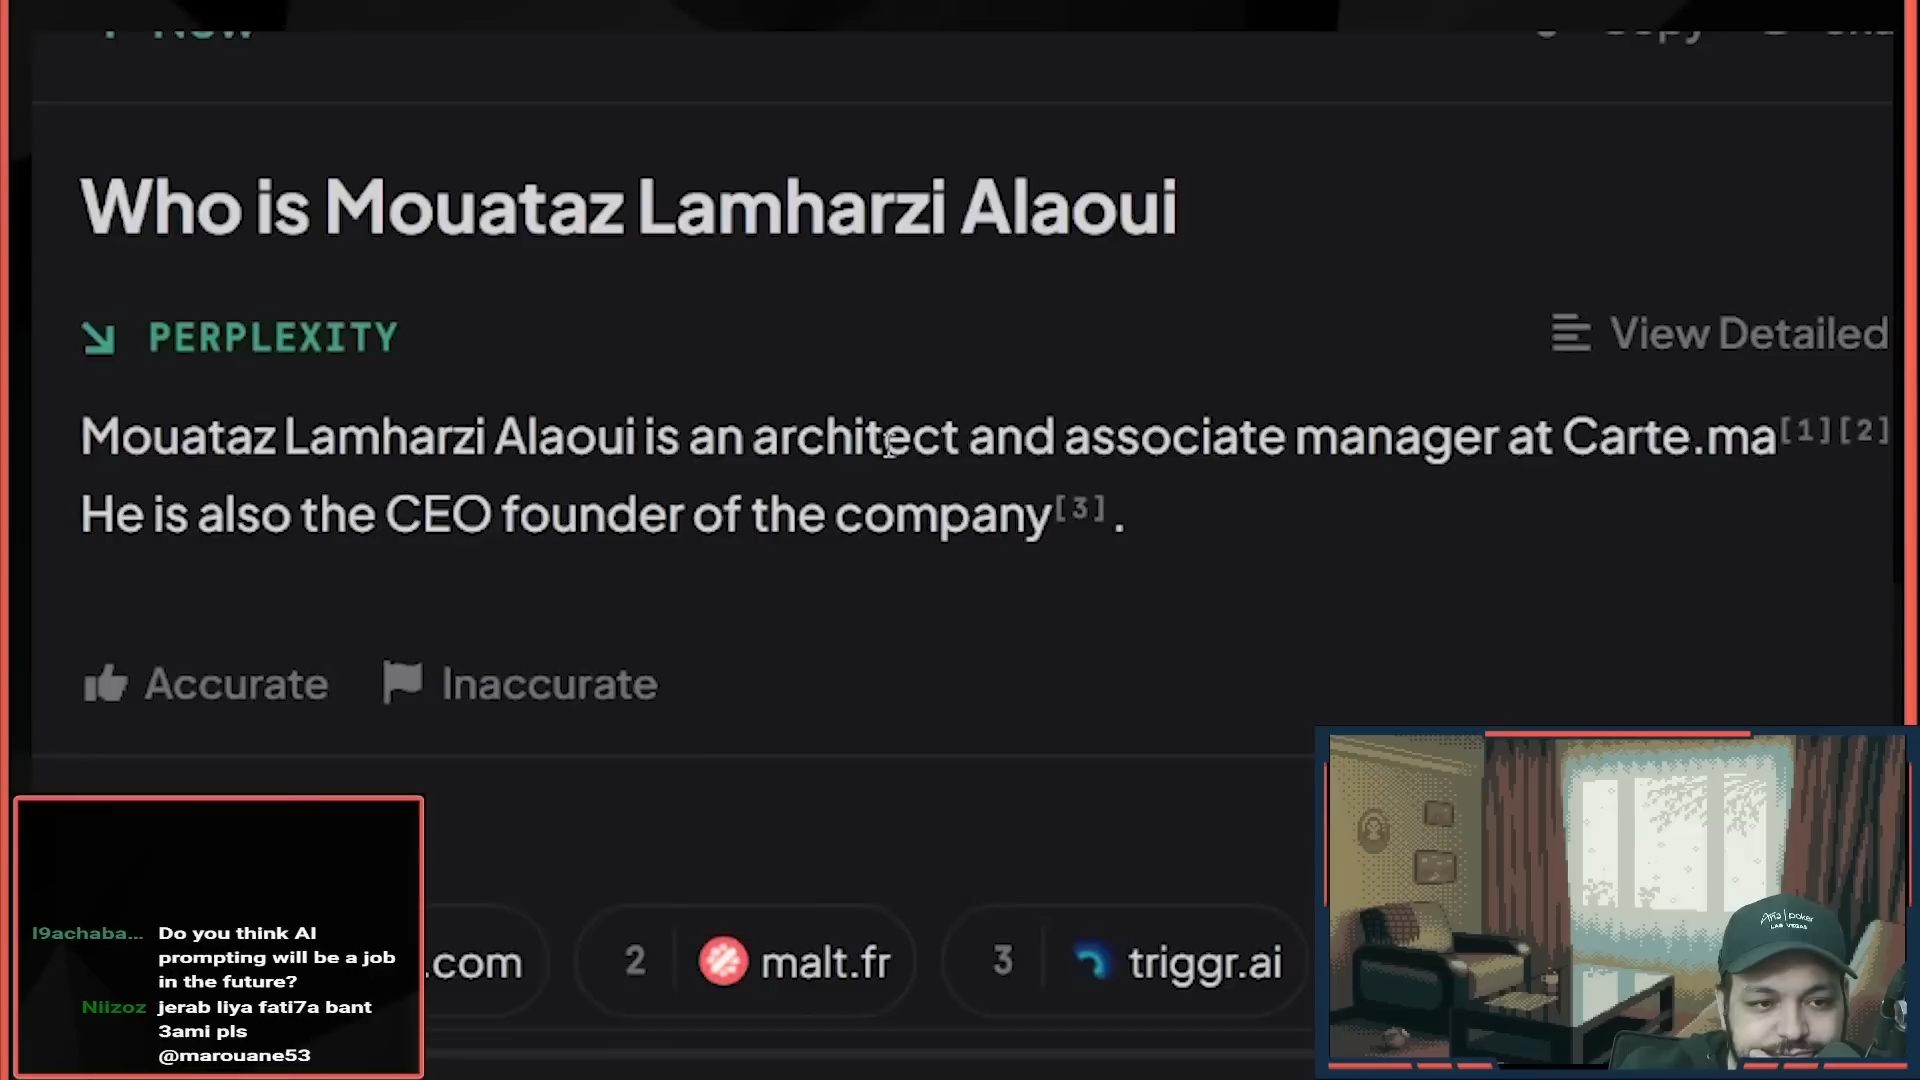 Who is Mouataz Lamharzi Alaoui
PERPLEXITY
View Detailed
Mouataz Lamharzi Alaoui is an architect and associate manager at Carte.ma[1][2]
He is also the CEO founder of the company[3] .
Accurate
Inaccurate
.com
2 malt.fr
3 triggr.ai
l9achaba... Do you think AI
prompting will be a job
in the future?
Niizoz jerab liya fati7a bant
3ami pls
@marouane53